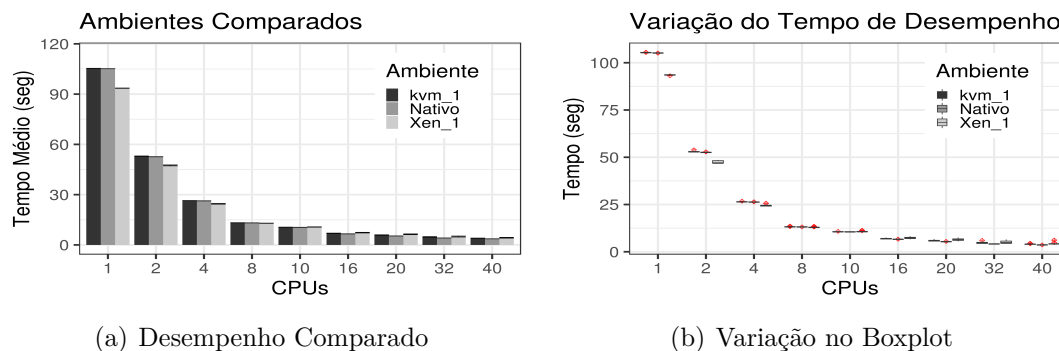 Ambientes Comparados
Tempo Médio (seg)
120
90
60
30
0
Ambiente
kvm_1
Nativo
Xen_1
1 2 4 8 10 16 20 32 40
CPUs
(a) Desempenho Comparado
Variação do Tempo de Desempenho
Tempo (seg)
100
75
50
25
0
Ambiente
kvm_1
Nativo
Xen_1
1 2 4 8 10 16 20 32 40
CPUs
(b) Variação no Boxplot